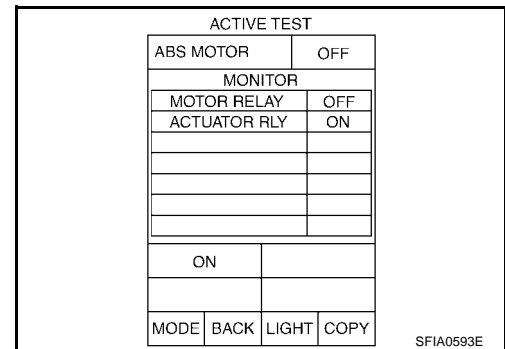 ACTIVE TEST
ABS MOTOR OFF
MONITOR
MOTOR RELAY OFF
ACTUATOR RLY ON
ON
MODE BACK LIGHT COPY
SFIA0593E